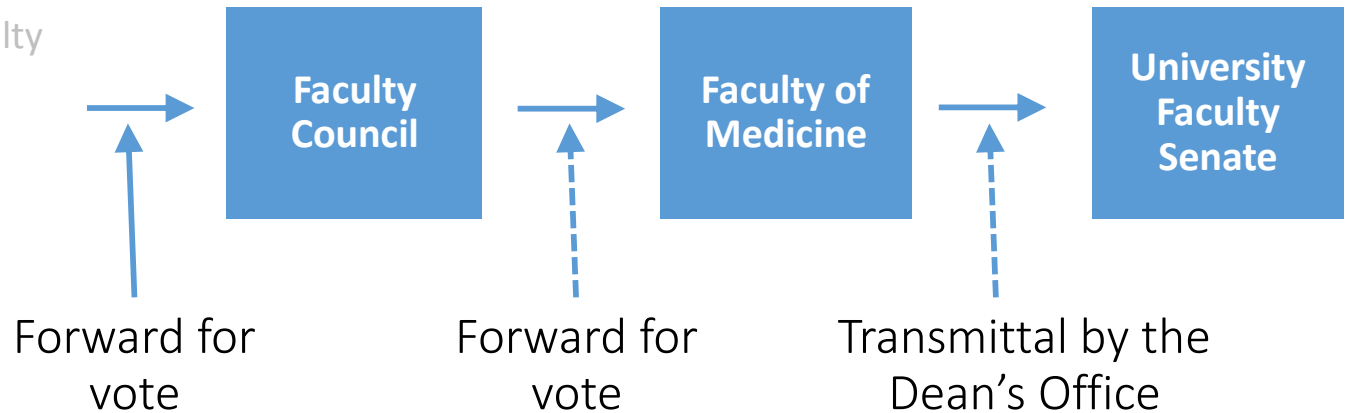 lty
Faculty
Council
Faculty of
Medicine
University
Faculty
Senate
Forward for
vote
Forward for
vote
Transmittal by the
Dean’s Office